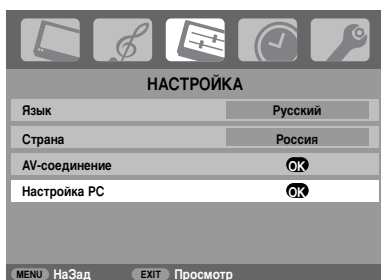 НАСТРОЙКА
Язык Русский
Страна Россия
AV-соединение OK
Настройка PC OK
MENU НаЗад EXIT Просмотр